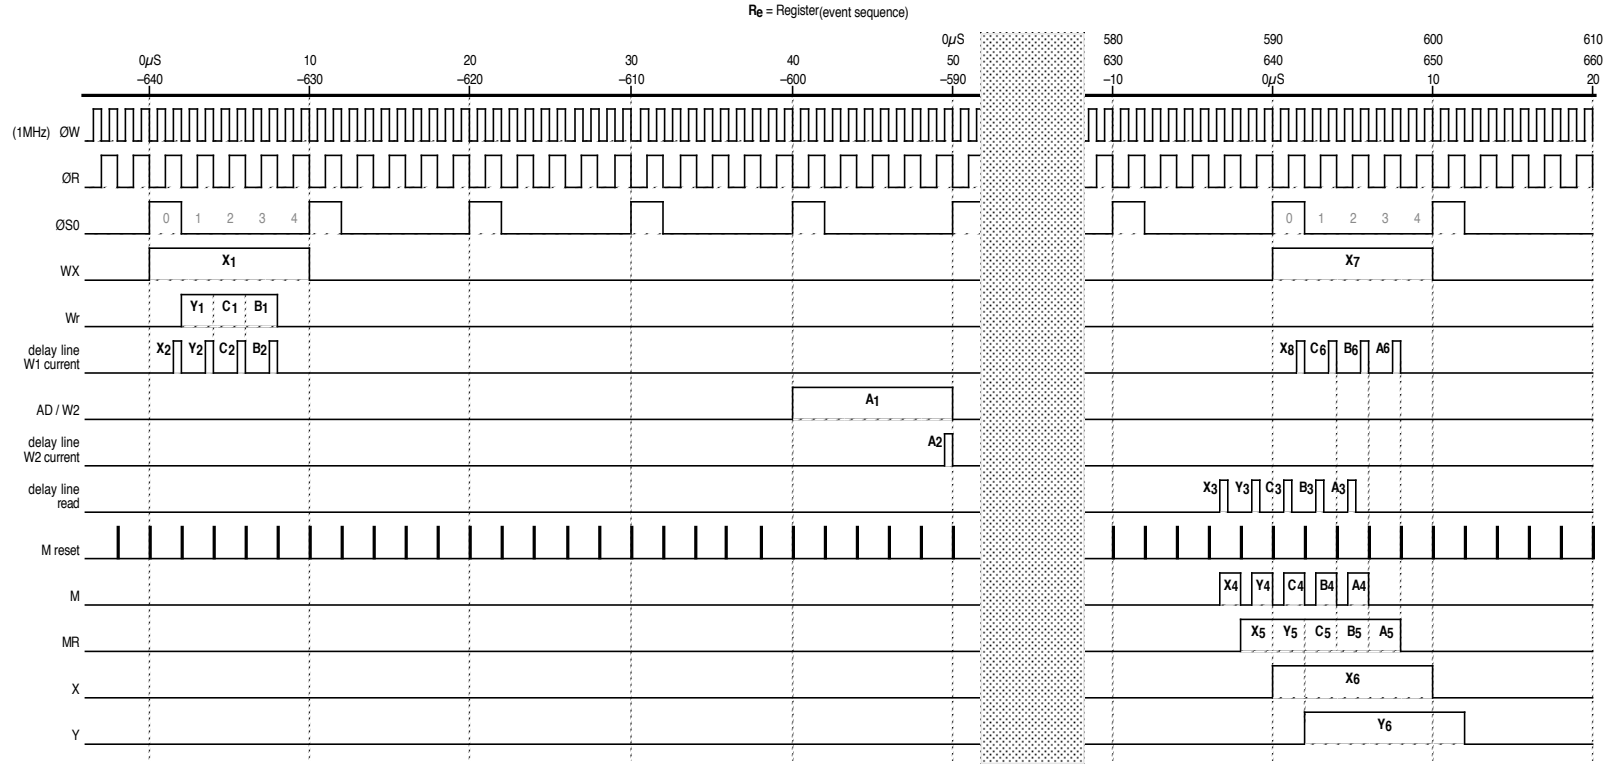 Re = Register(event sequence)
0µS 580 590 600 610
0µS 10 20 30 40 50 630 640 650 660
–640 –630 –620 –610 –600 –590 –10 0µS 10 20
(1MHz) ØW
ØR
ØS0 0 1 2 3 4 0 1 2 3 4
WX X1 X7
Wr Y1 C1 B1
delay line
W1 current X2 Y2 C2 B2 X8 C6 B6 A6
AD / W2 A1
delay line
W2 current A2
delay line
read X3 Y3 C3 B3 A3
M reset
M X4 Y4 C4 B4 A4
MR X5 Y5 C5 B5 A5
X X6
Y Y6